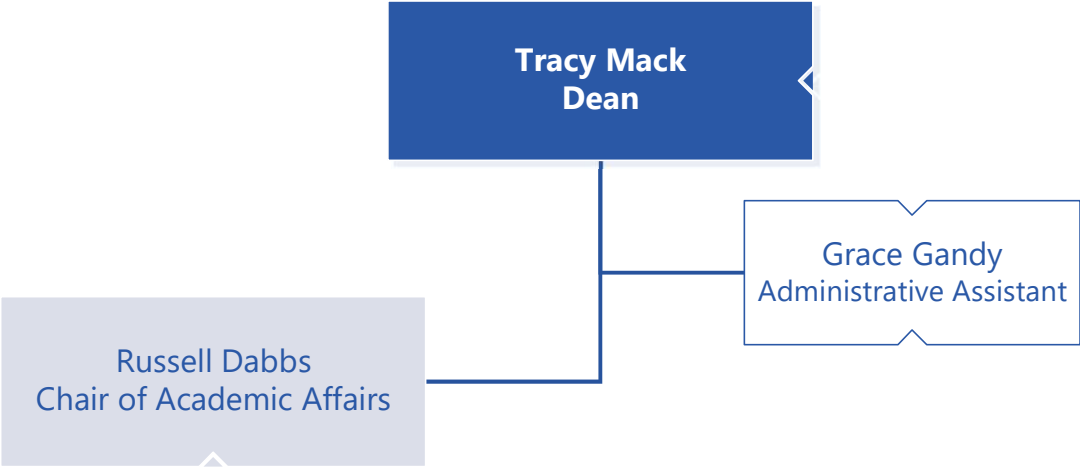 Tracy Mack
Dean
Grace Gandy
Administrative Assistant
Russell Dabbs
Chair of Academic Affairs